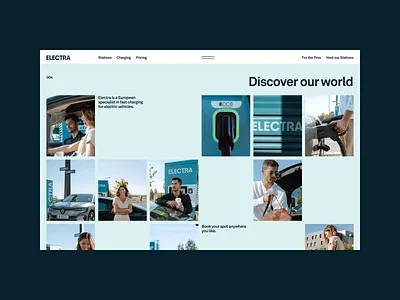 ELECTRA
Stations Charging Pricing
For the Pros Host our Stations
004
Discover our world
Electra is a European
specialist in fast charging
for electric vehicles.
CCS
ELECTRA
Book your spot anywhere
you like.